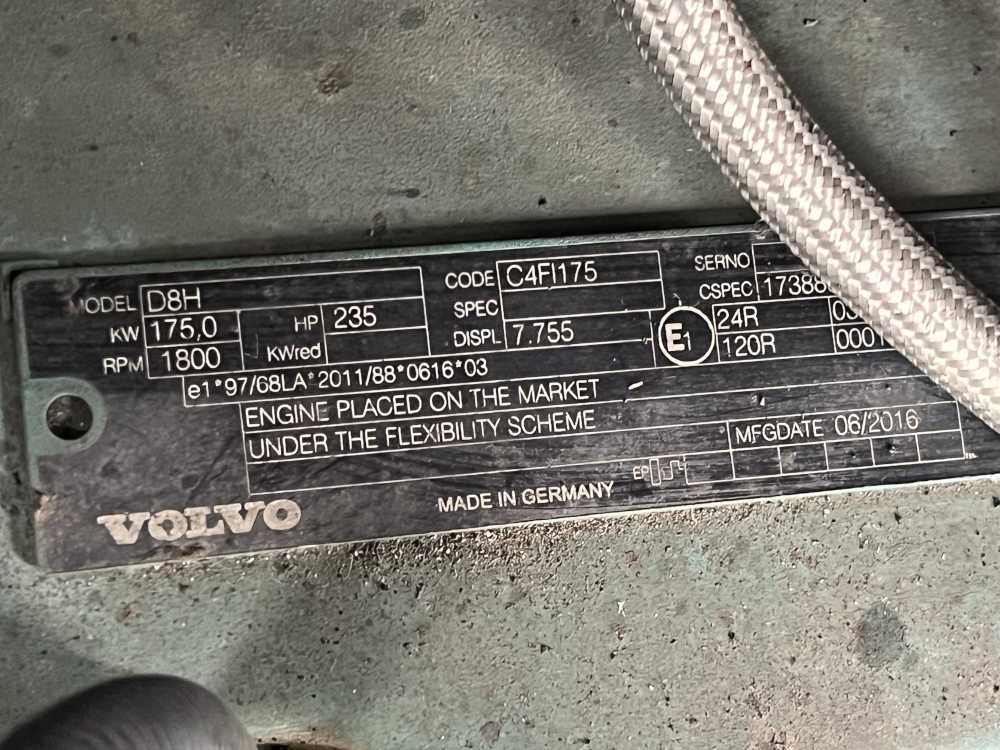 MODEL D8H
KW 175,0 HP 235
RPM 1800 KWred
CODE C4FI175
SPEC
DISPL 7.755
SERNO
CSPEC
E1 24R
120R
e1*97/68LA*2011/88*0616*03
ENGINE PLACED ON THE MARKET
UNDER THE FLEXIBILITY SCHEME
MFGDATE 06/2016
EP
MADE IN GERMANY
VOLVO